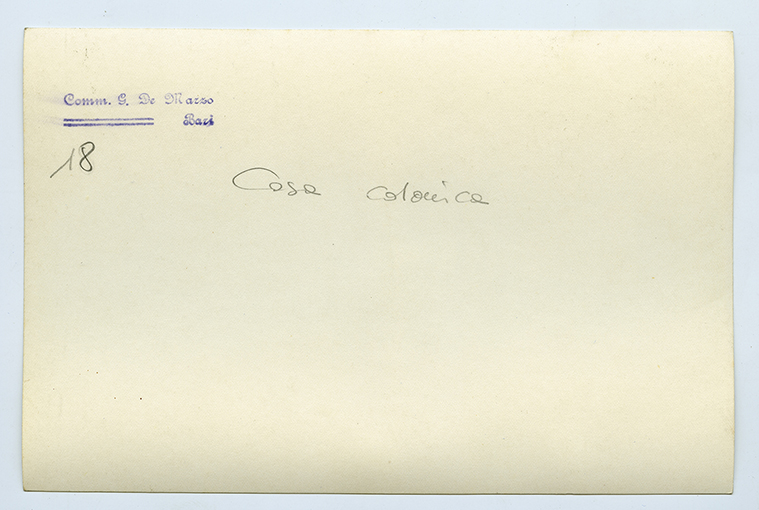 Comm. G. De Marzo
Bari
18
Casa colonica